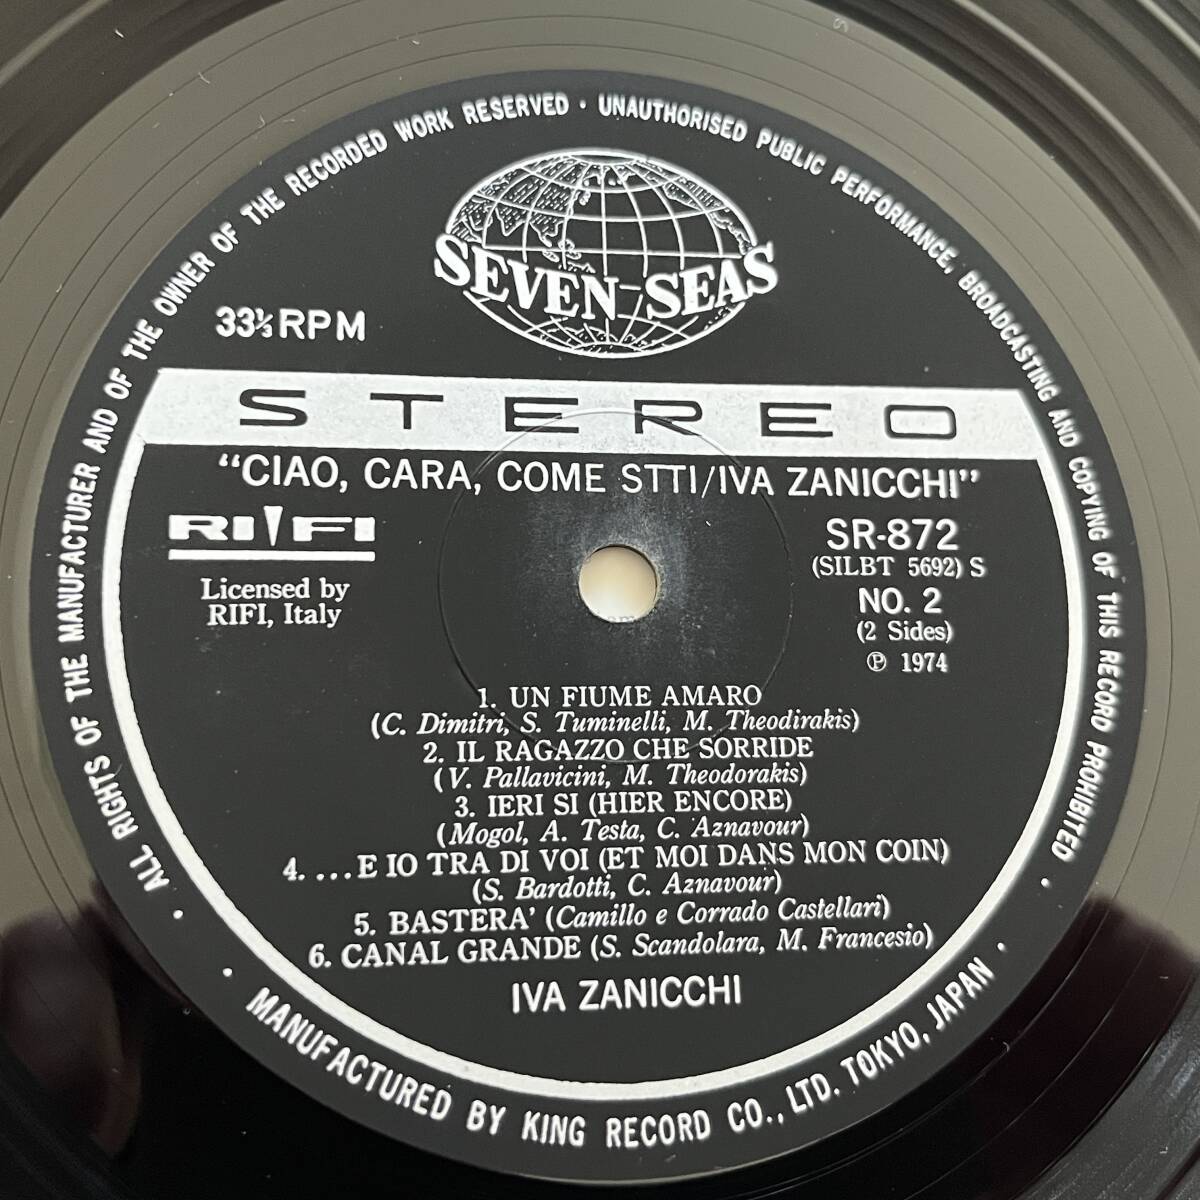 ALL RIGHTS OF THE MANUFACTURER AND OF THE OWNER OF THE RECORDED WORK RESERVED · UNAUTHORISED PUBLIC PERFORMANCE, BROADCASTING AND COPYING OF THIS RECORD PROHIBITED
SEVEN SEAS
33⅓RPM
STEREO
"CIAO, CARA, COME STTI/IVA ZANICCHI"
RIFI
Licensed by
RIFI, Italy
SR-872
(SILBT 5692) S
NO. 2
(2 Sides)
℗ 1974
1. UN FIUME AMARO
(C. Dimitri, S. Tuminelli, M. Theodirakis)
2. IL RAGAZZO CHE SORRIDE
(V. Pallavicini, M. Theodorakis)
3. IERI SI (HIER ENCORE)
(Mogol, A. Testa, C. Aznavour)
4. ...E IO TRA DI VOI (ET MOI DANS MON COIN)
(S. Bardotti, C. Aznavour)
5. BASTERA' (Camillo e Corrado Castellari)
6. CANAL GRANDE (S. Scandolara, M. Francesio)
IVA ZANICCHI
· MANUFACTURED BY KING RECORD CO., LTD. TOKYO, JAPAN ·